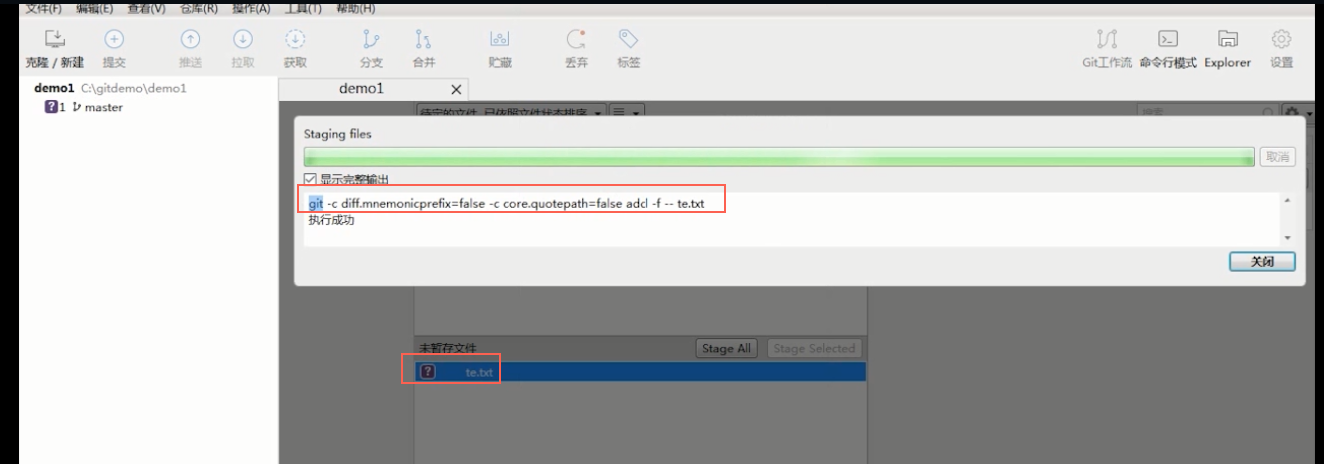 文件(F) 编辑(E) 查看(V) 仓库(R) 操作(A) 工具(T) 帮助(H)
克隆 / 新建 提交 推送 拉取 获取 分支 合并 贮藏 丢弃 标签 Git工作流 命令行模式 Explorer 设置
demo1 C:\gitdemo\demo1
demo1
1 master
待定的文件, 已依照文件状态排序
搜索
Staging files
取消
显示完整输出
git -c diff.mnemonicprefix=false -c core.quotepath=false add -f -- te.txt
执行成功
关闭
未暂存文件 Stage All Stage Selected
? te.txt